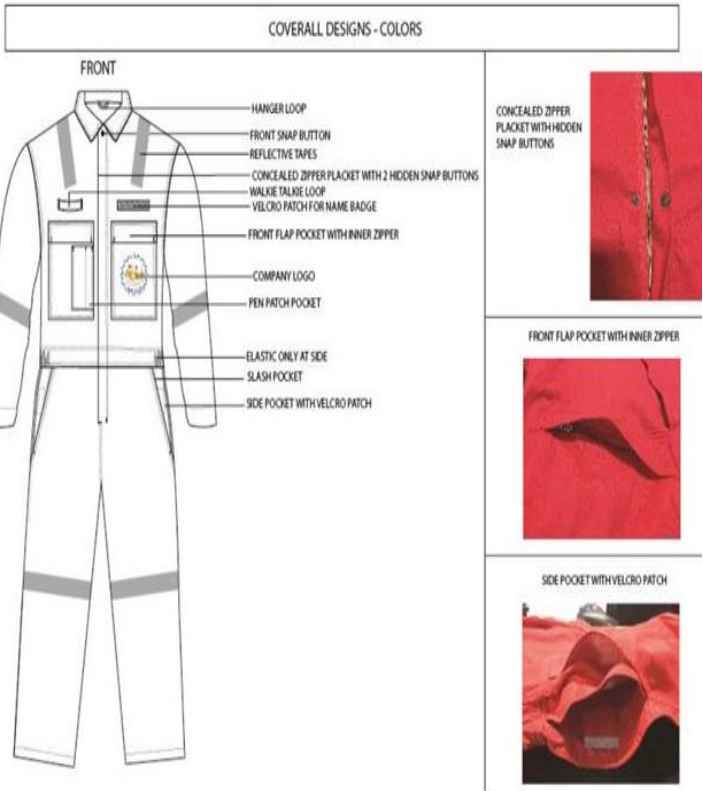 COVERALL DESIGNS - COLORS
FRONT
HANGER LOOP
FRONT SNAP BUTTON
REFLECTIVE TAPES
CONCEALED ZIPPER PLACKET WITH 2 HIDDEN SNAP BUTTONS
WALKIE TALKIE LOOP
VELCRO PATCH FOR NAME BADGE
FRONT FLAP POCKET WITH INNER ZIPPER
COMPANY LOGO
PEN PATCH POCKET
ELASTIC ONLY AT SIDE
SLASH POCKET
SIDE POCKET WITH VELCRO PATCH
CONCEALED ZIPPER
PLACKET WITH HIDDEN
SNAP BUTTONS
FRONT FLAP POCKET WITH INNER ZIPPER
SIDE POCKET WITH VELCRO PATCH